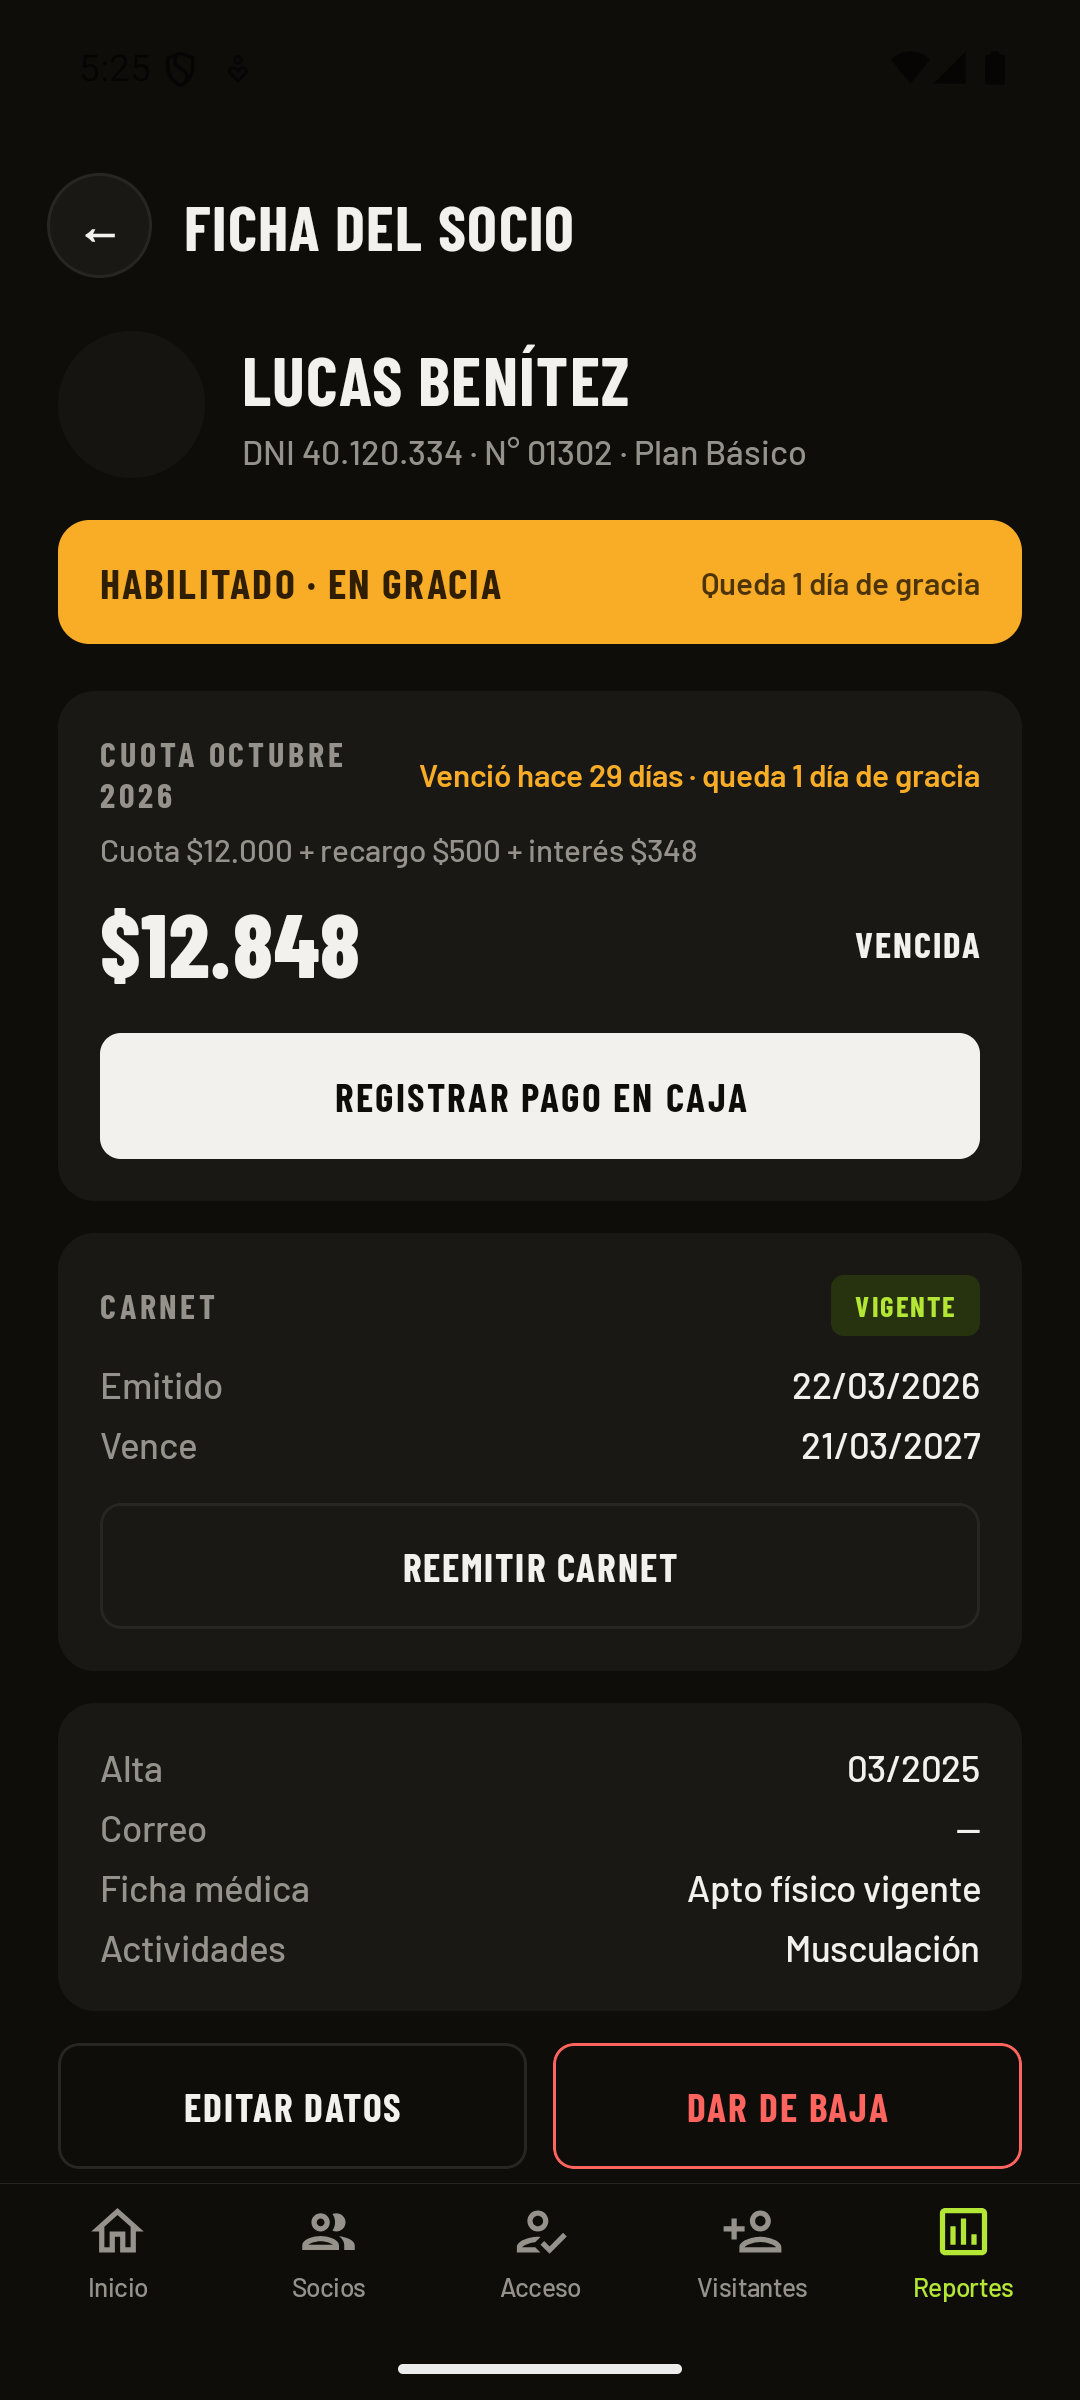 5:25
FICHA DEL SOCIO
LUCAS BENÍTEZ
DNI 40.120.334 · N° 01302 · Plan Básico
HABILITADO · EN GRACIA
Queda 1 día de gracia
CUOTA OCTUBRE
2026
Venció hace 29 días · queda 1 día de gracia
Cuota $12.000 + recargo $500 + interés $348
$12.848
VENCIDA
REGISTRAR PAGO EN CAJA
CARNET
VIGENTE
Emitido 22/03/2026
Vence 21/03/2027
REEMITIR CARNET
Alta 03/2025
Correo —
Ficha médica Apto físico vigente
Actividades Musculación
EDITAR DATOS
DAR DE BAJA
Inicio Socios Acceso Visitantes Reportes